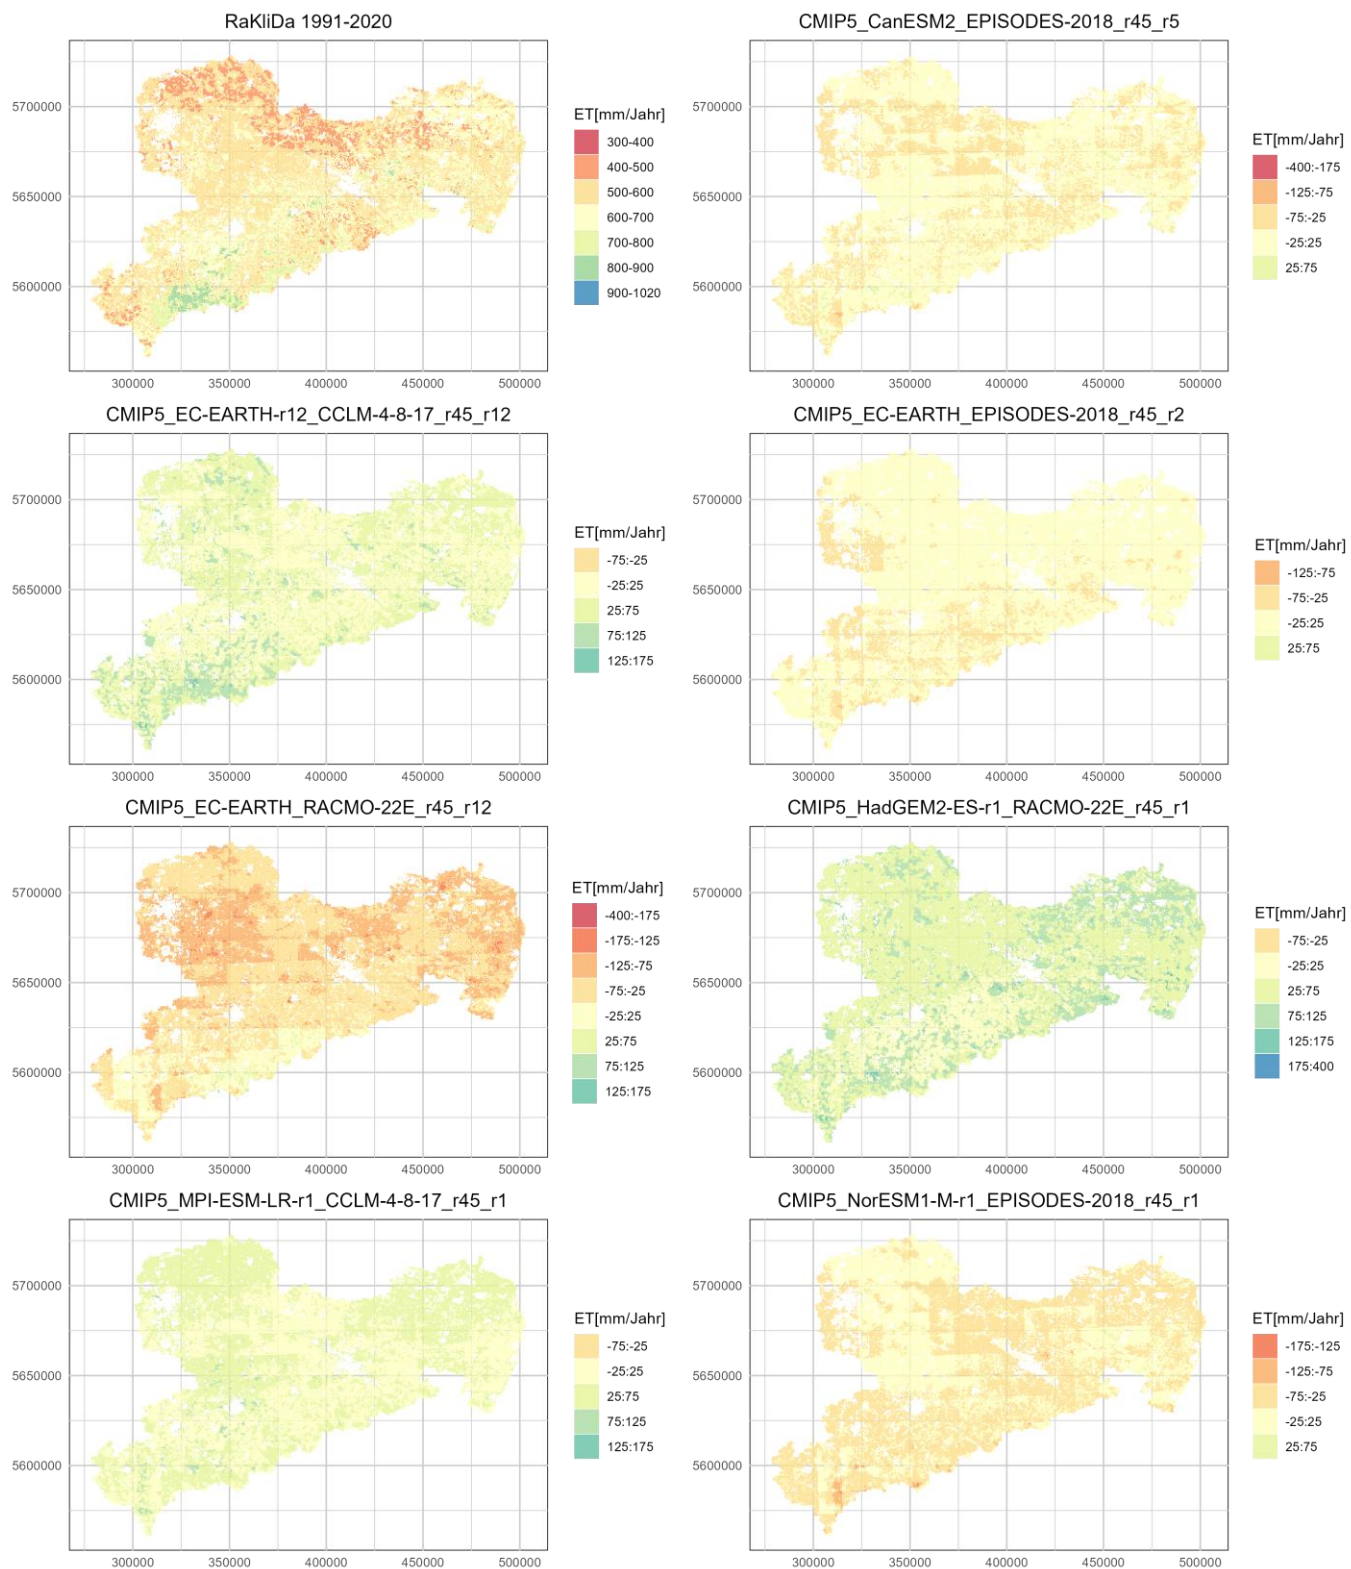 RaKliDa 1991-2020
5700000
5650000
5600000
300000 350000 400000 450000 500000
ET[mm/Jahr]
300-400
400-500
500-600
600-700
700-800
800-900
900-1020
CMIP5_CanESM2_EPISODES-2018_r45_r5
5700000
5650000
5600000
300000 350000 400000 450000 500000
ET[mm/Jahr]
-400:-175
-125:-75
-75:-25
-25:25
25:75
CMIP5_EC-EARTH-r12_CCLM-4-8-17_r45_r12
5700000
5650000
5600000
300000 350000 400000 450000 500000
ET[mm/Jahr]
-75:-25
-25:25
25:75
75:125
125:175
CMIP5_EC-EARTH_EPISODES-2018_r45_r2
5700000
5650000
5600000
300000 350000 400000 450000 500000
ET[mm/Jahr]
-125:-75
-75:-25
-25:25
25:75
CMIP5_EC-EARTH_RACMO-22E_r45_r12
5700000
5650000
5600000
300000 350000 400000 450000 500000
ET[mm/Jahr]
-400:-175
-175:-125
-125:-75
-75:-25
-25:25
25:75
75:125
125:175
CMIP5_HadGEM2-ES-r1_RACMO-22E_r45_r1
5700000
5650000
5600000
300000 350000 400000 450000 500000
ET[mm/Jahr]
-75:-25
-25:25
25:75
75:125
125:175
175:400
CMIP5_MPI-ESM-LR-r1_CCLM-4-8-17_r45_r1
5700000
5650000
5600000
300000 350000 400000 450000 500000
ET[mm/Jahr]
-75:-25
-25:25
25:75
75:125
125:175
CMIP5_NorESM1-M-r1_EPISODES-2018_r45_r1
5700000
5650000
5600000
300000 350000 400000 450000 500000
ET[mm/Jahr]
-175:-125
-125:-75
-75:-25
-25:25
25:75